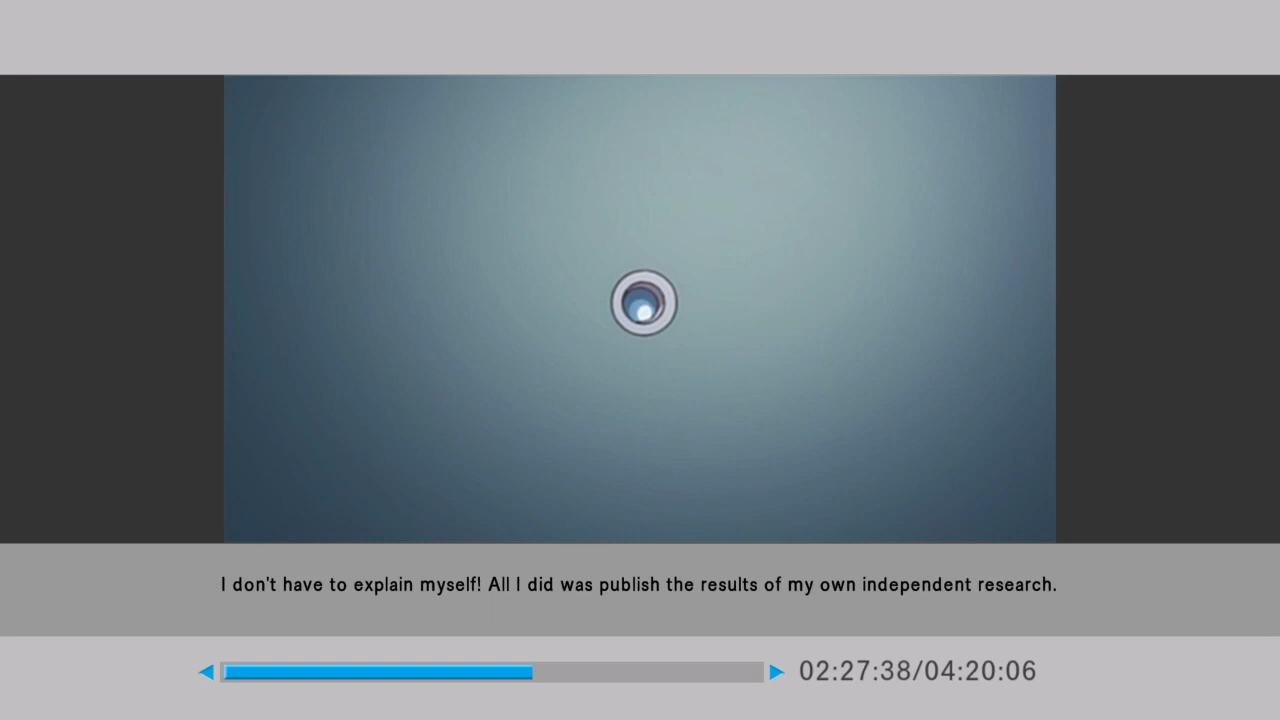 I don't have to explain myself! All I did was publish the results of my own independent research.
02:27:38/04:20:06